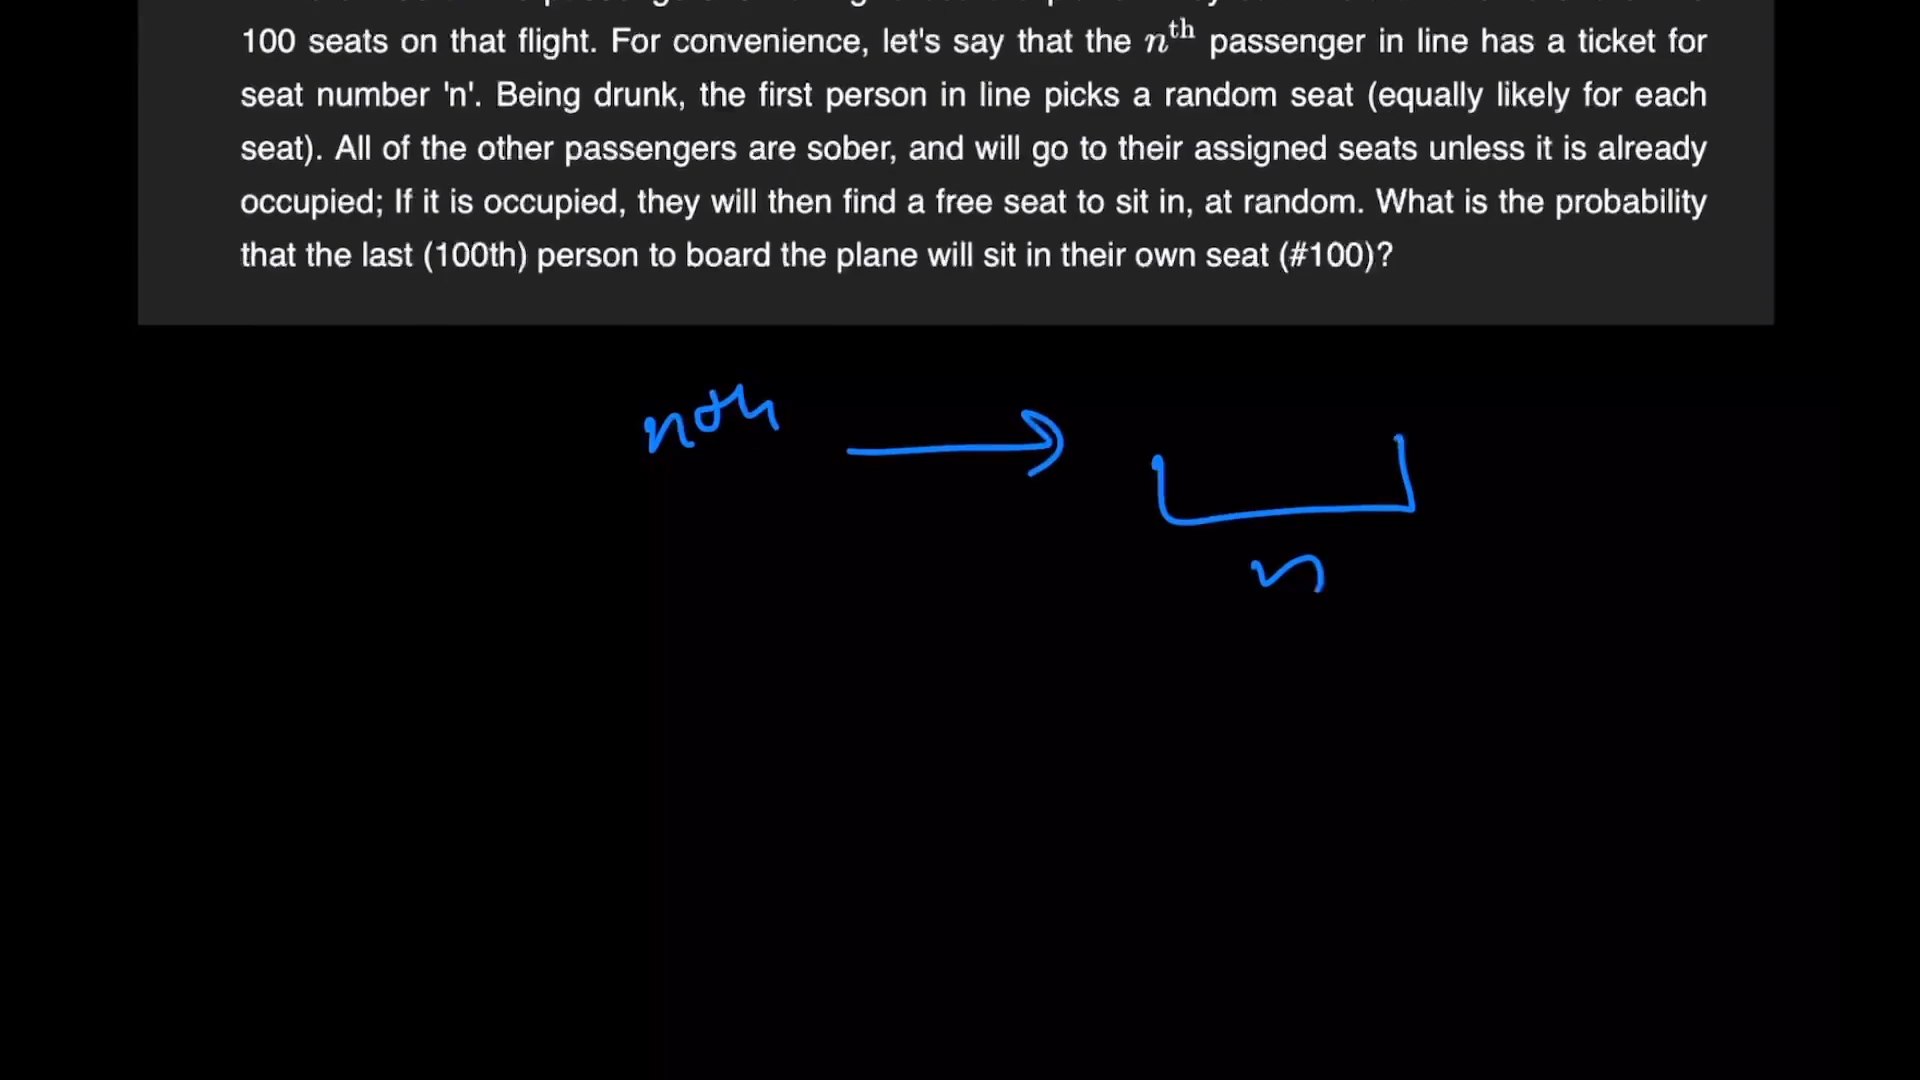 100 seats on that flight. For convenience, let's say that the nth passenger in line has a ticket for
seat number 'n'. Being drunk, the first person in line picks a random seat (equally likely for each
seat). All of the other passengers are sober, and will go to their assigned seats unless it is already
occupied; If it is occupied, they will then find a free seat to sit in, at random. What is the probability
that the last (100th) person to board the plane will sit in their own seat (#100)?
nth
n